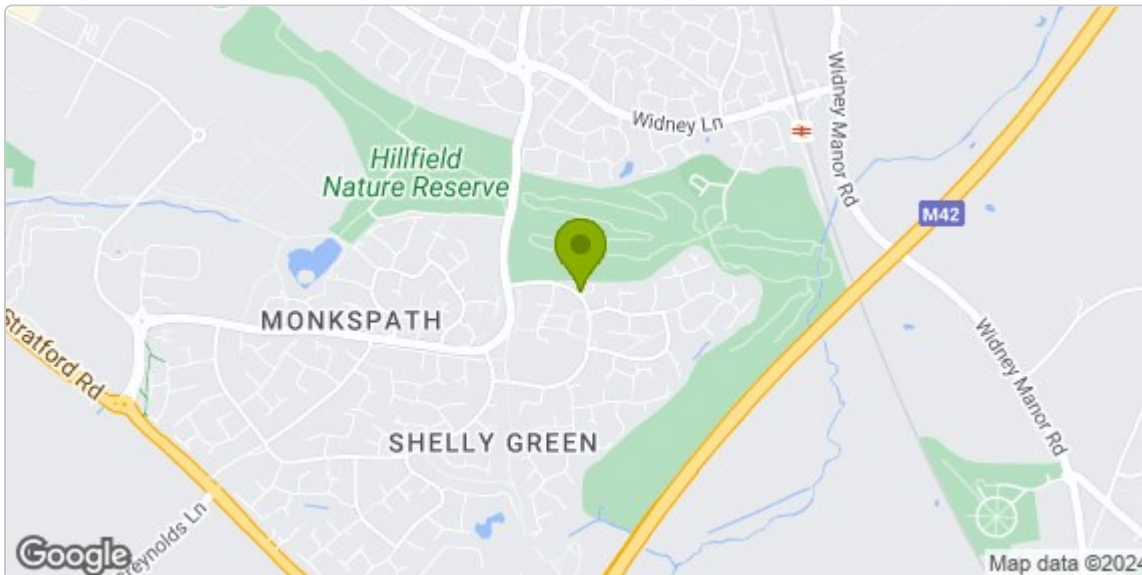 Widney Ln
Widney Manor Rd
Hillfield
Nature Reserve
M42
MONKSPATH
Stratford Rd
Widney Manor Rd
SHELLY GREEN
Google
Map data ©2024